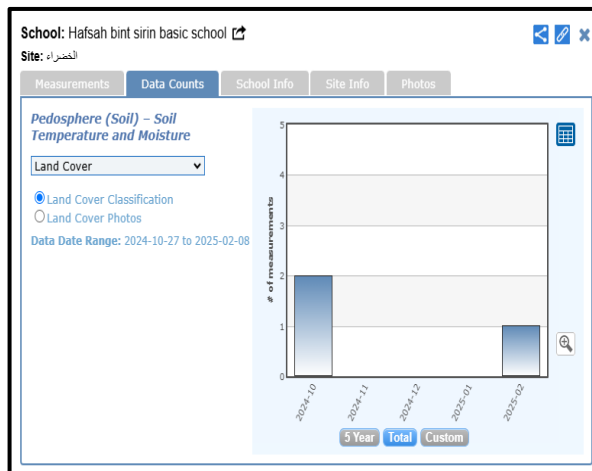 School: Hafsah bint sirin basic school
Site: الخضراء
Measurements Data Counts School Info Site Info Photos
Pedosphere (Soil) – Soil
Temperature and Moisture
Land Cover
Land Cover Classification
Land Cover Photos
Data Date Range: 2024-10-27 to 2025-02-08
# of measurements
5
4
3
2
1
0
2024-10 2024-11 2024-12 2025-01 2025-02
5 Year Total Custom